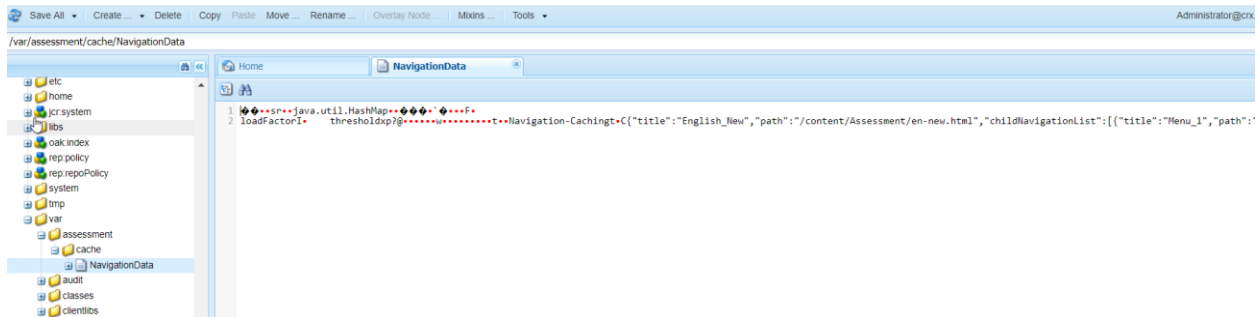 Save All Create ... Delete Copy Paste Move ... Rename ... Overlay Node ... Mixins ... Tools Administrator@crx
/var/assessment/cache/NavigationData
Home NavigationData
etc
home
jcr:system
libs
oak:index
rep:policy
rep:repoPolicy
system
tmp
var
assessment
cache
NavigationData
audit
classes
clientlibs
1 ��••sr••java.util.HashMap••���•`�•••F•
2 loadFactorI• thresholdxp?@••••••w•••••••••t••Navigation-Cachingt•C{"title":"English_New","path":"/content/Assessment/en-new.html","childNavigationList":[{"title":"Menu_1","path":"